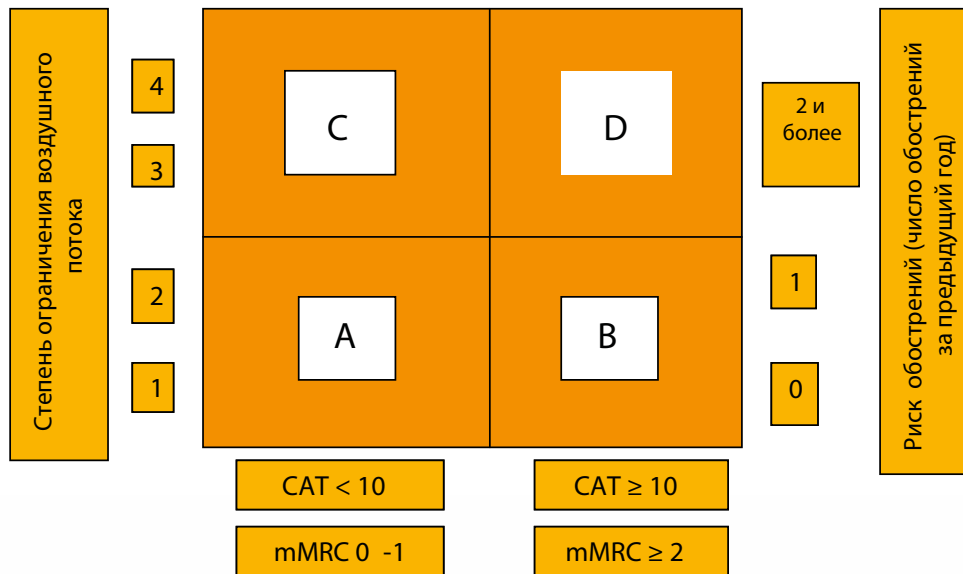 Степень ограничения воздушного
потока
4
3
2
1
C
D
A
B
2 и
более
1
0
Риск обострений (число обострений
за предыдущий год)
CAT < 10
CAT ≥ 10
mMRC 0 -1
mMRC ≥ 2